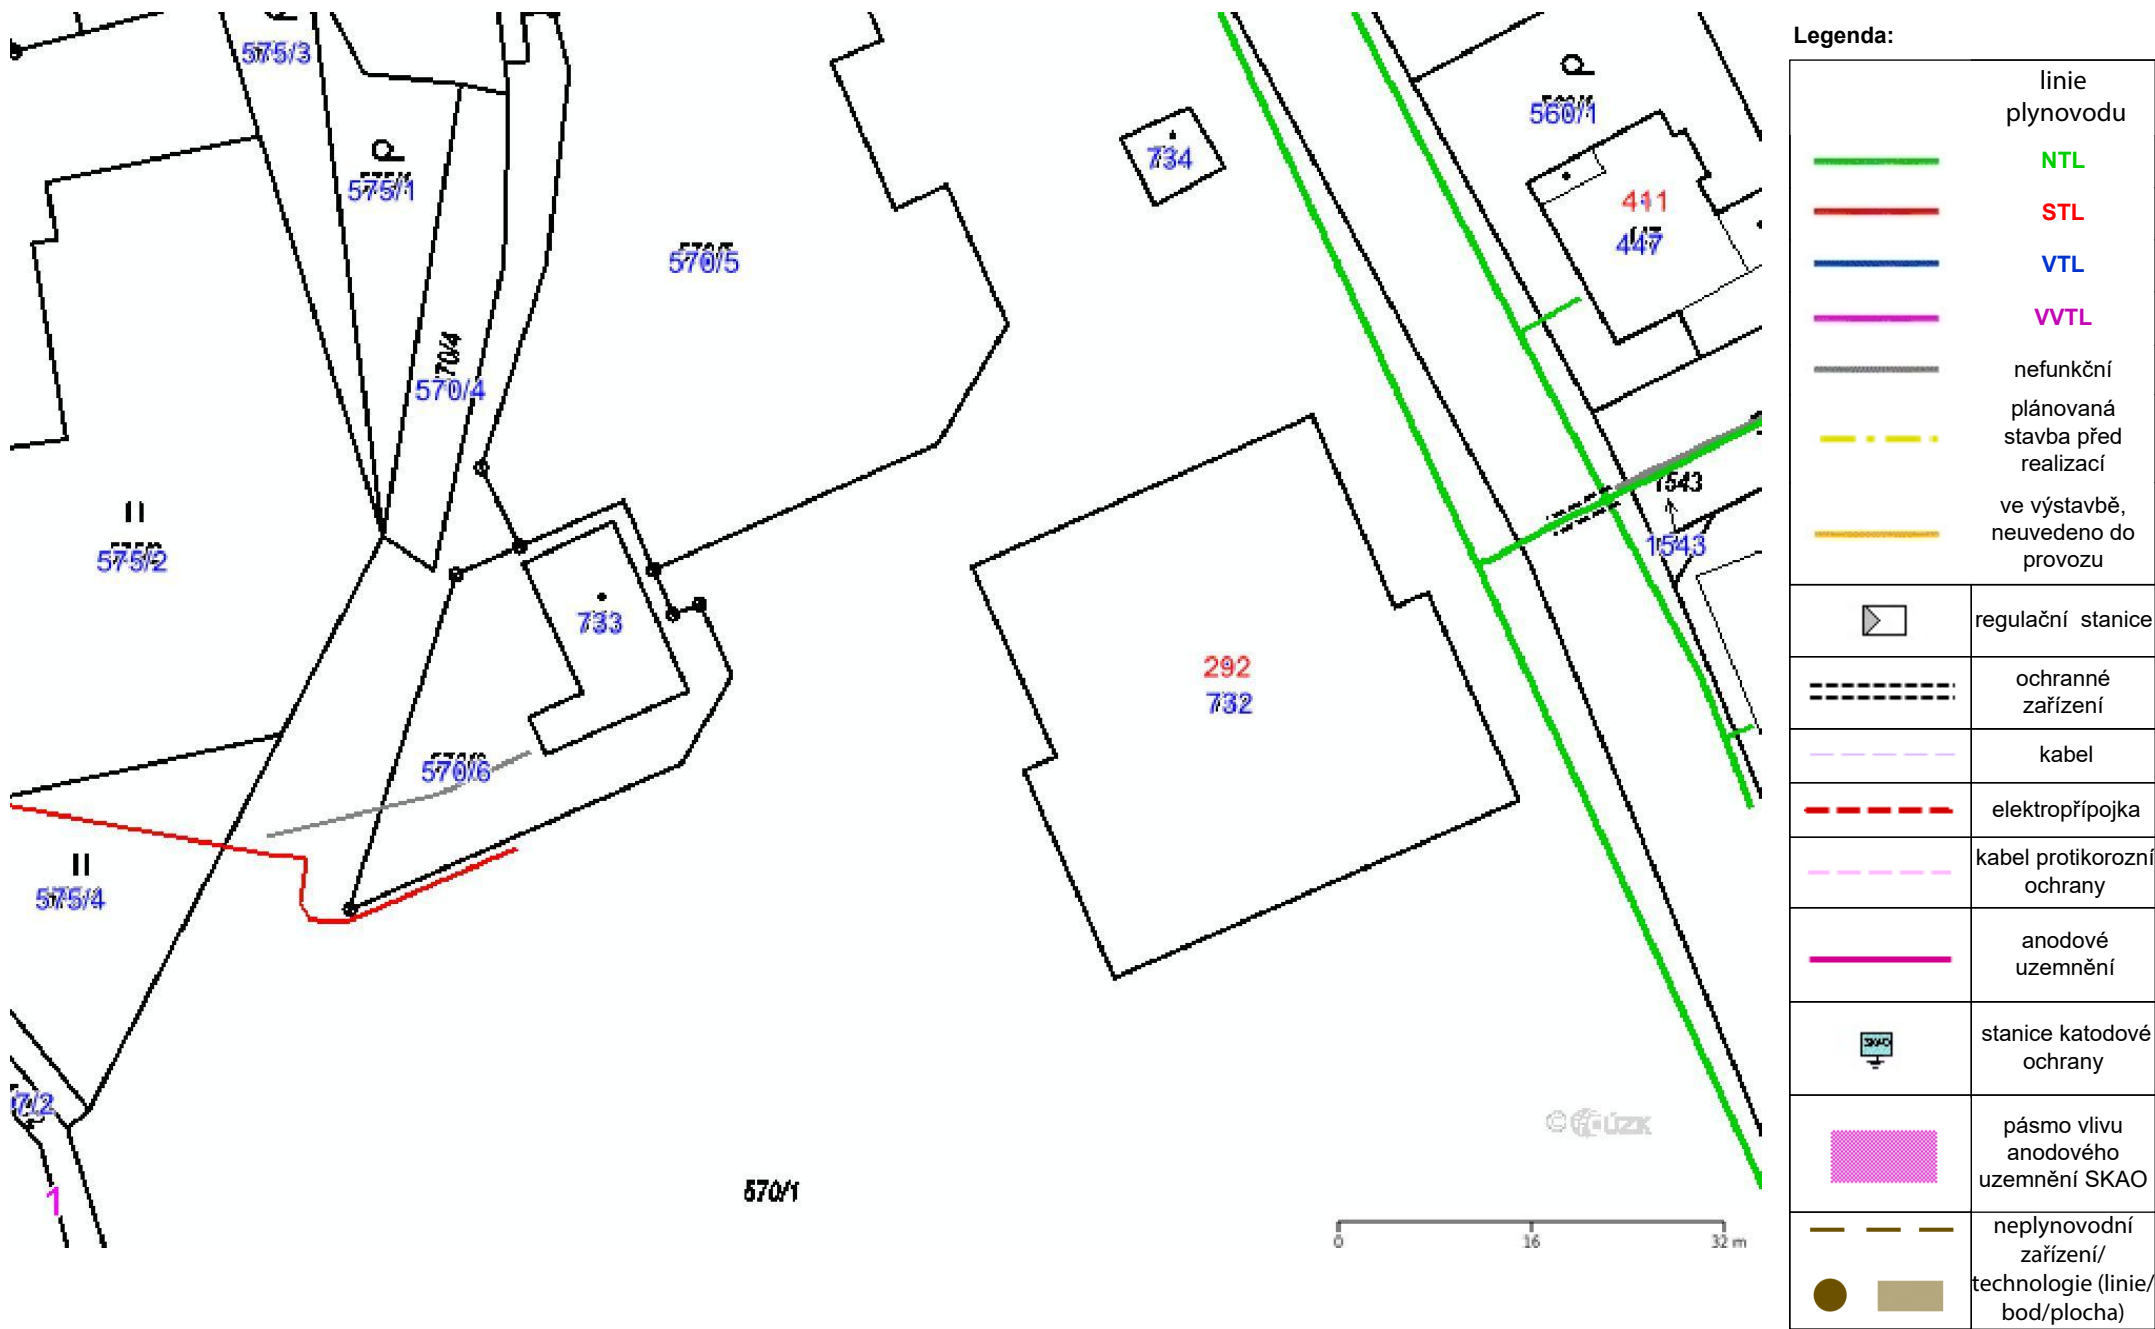 575/3
575/1
570/5
734
560/1
411
447
570/4
570/4
575/2
733
1543
1543
292
732
570/6
575/4
7/2
1
570/1
0 16 32 m
Legenda:
linie
plynovodu
NTL
STL
VTL
VVTL
nefunkční
plánovaná
stavba před
realizací
ve výstavbě,
neuvedeno do
provozu
regulační stanice
ochranné
zařízení
kabel
elektropřípojka
kabel protikorozní
ochrany
anodové
uzemnění
SKAO
stanice katodové
ochrany
pásmo vlivu
anodového
uzemnění SKAO
neplynovodní
zařízení/
technologie (linie/
bod/plocha)